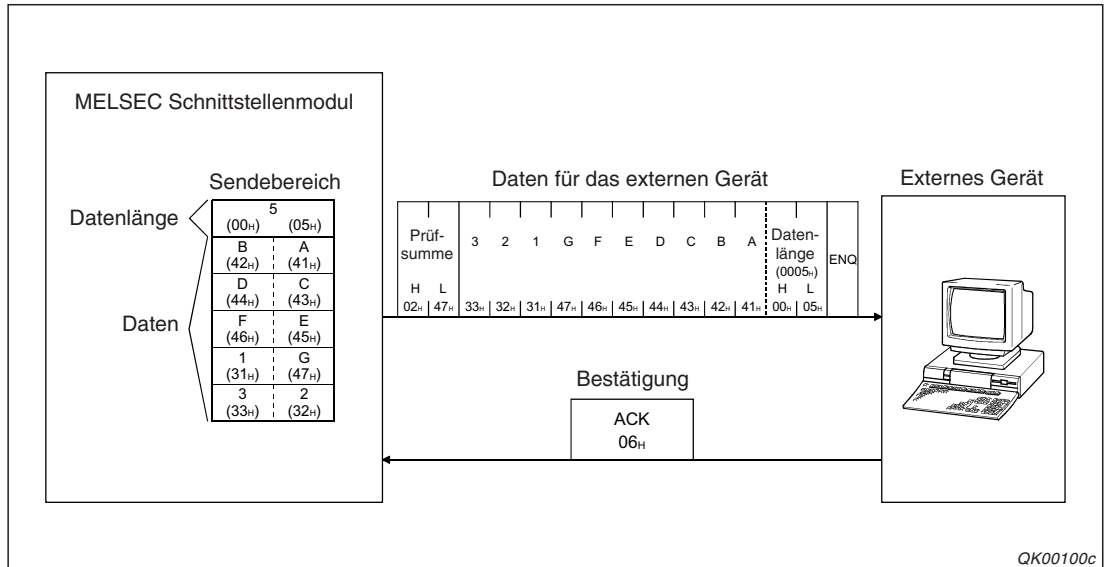 MELSEC Schnittstellenmodul
Sendebereich
Datenlänge
5
(00H) (05H)
Daten
B A
(42H) (41H)
D C
(44H) (43H)
F E
(46H) (45H)
1 G
(31H) (47H)
3 2
(33H) (32H)
Daten für das externen Gerät
Prüf-
summe
H L
02H 47H
3 2 1 G F E D C B A
33H 32H 31H 47H 46H 45H 44H 43H 42H 41H
Daten-
länge
(0005H)
H L
00H 05H
ENQ
Bestätigung
ACK
06H
Externes Gerät
QK00100c